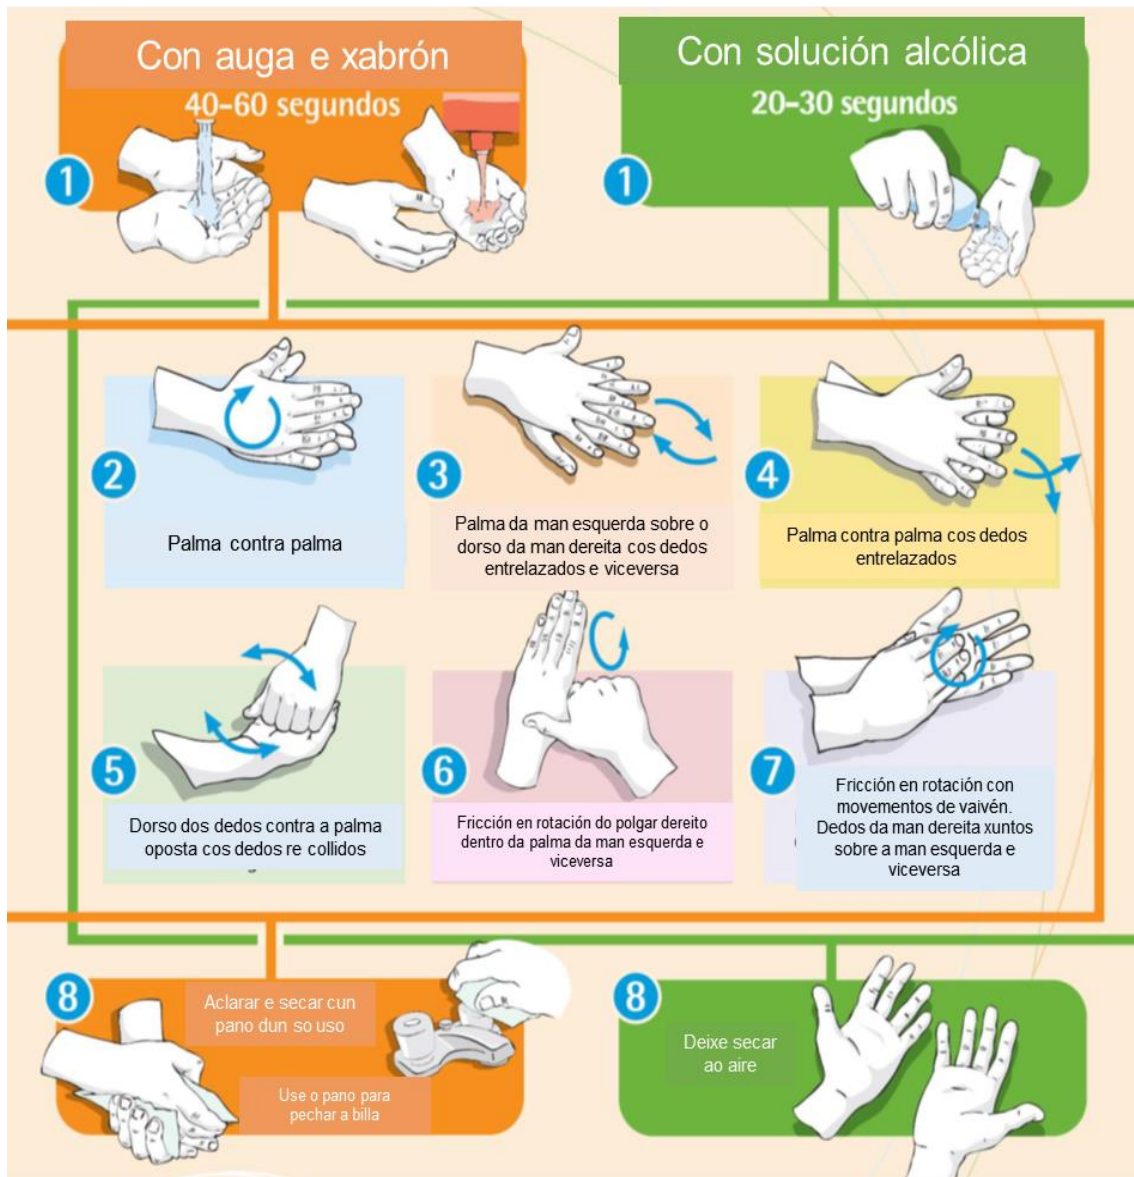 Con auga e xabrón
40-60 segundos
1
Con solución alcólica
20-30 segundos
1
2
Palma contra palma
3
Palma da man esquerda sobre o
dorso da man dereita cos dedos
entrelazados e viceversa
4
Palma contra palma cos dedos
entrelazados
5
Dorso dos dedos contra a palma
oposta cos dedos re collidos
6
Fricción en rotación do polgar dereito
dentro da palma da man esquerda e
viceversa
7
Fricción en rotación con
movementos de vaivén.
Dedos da man dereita xuntos
sobre a man esquerda e
viceversa
8
Aclarar e secar cun
pano dun so uso
Use o pano para
pechar a billa
8
Deixe secar
ao aire